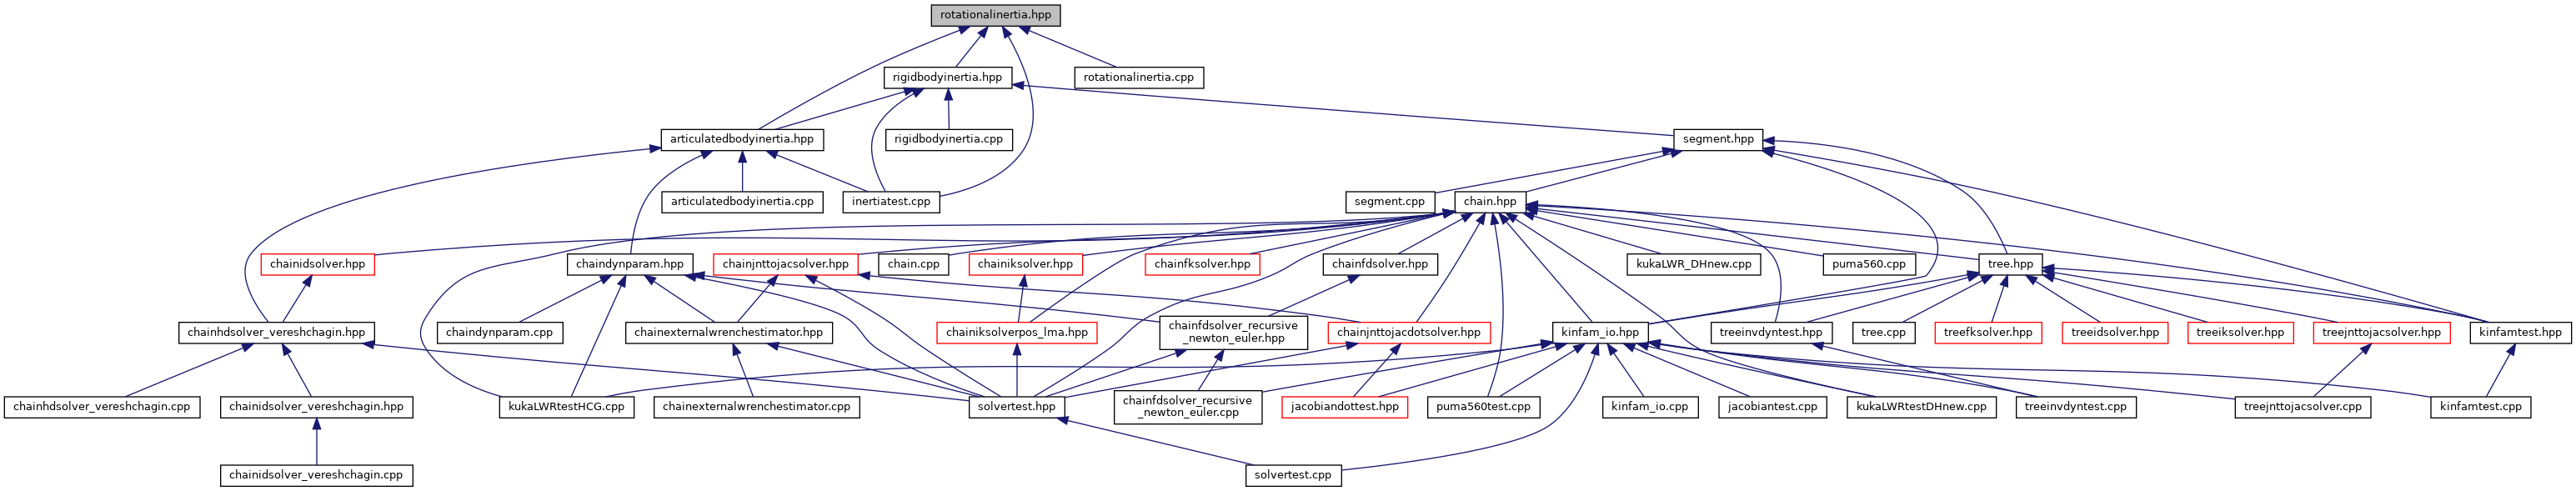 rotationalinertia.hpp
rigidbodyinertia.hpp
rotationalinertia.cpp
articulatedbodyinertia.hpp
rigidbodyinertia.cpp
segment.hpp
articulatedbodyinertia.cpp
inertiatest.cpp
segment.cpp
chain.hpp
chainidsolver.hpp
chaindynparam.hpp
chainjnttojacsolver.hpp
chain.cpp
chainiksolver.hpp
chainfksolver.hpp
chainfdsolver.hpp
kukaLWR_DHnew.cpp
puma560.cpp
tree.hpp
chainhdsolver_vereshchagin.hpp
chaindynparam.cpp
chainexternalwrenchestimator.hpp
chainiksolverpos_lma.hpp
chainfdsolver_recursive
_newton_euler.hpp
chainjnttojacdotsolver.hpp
kinfam_io.hpp
treeinvdyntest.hpp
tree.cpp
treefksolver.hpp
treeidsolver.hpp
treeiksolver.hpp
treejnttojacsolver.hpp
kinfamtest.hpp
chainhdsolver_vereshchagin.cpp
chainidsolver_vereshchagin.hpp
kukaLWRtestHCG.cpp
chainexternalwrenchestimator.cpp
solvertest.hpp
chainfdsolver_recursive
_newton_euler.cpp
jacobiandottest.hpp
puma560test.cpp
kinfam_io.cpp
jacobiantest.cpp
kukaLWRtestDHnew.cpp
treeinvdyntest.cpp
treejnttojacsolver.cpp
kinfamtest.cpp
chainidsolver_vereshchagin.cpp
solvertest.cpp